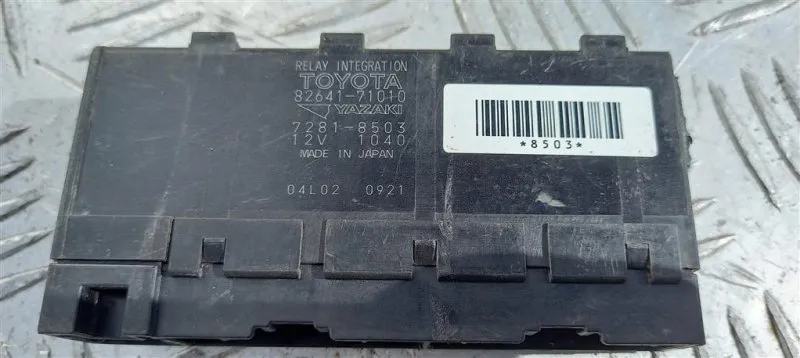 RELAY INTEGRATION
TOYOTA
82641-71010
YAZAKI
7281-8503
12V 1040
MADE IN JAPAN
04L02 0921
*8503*